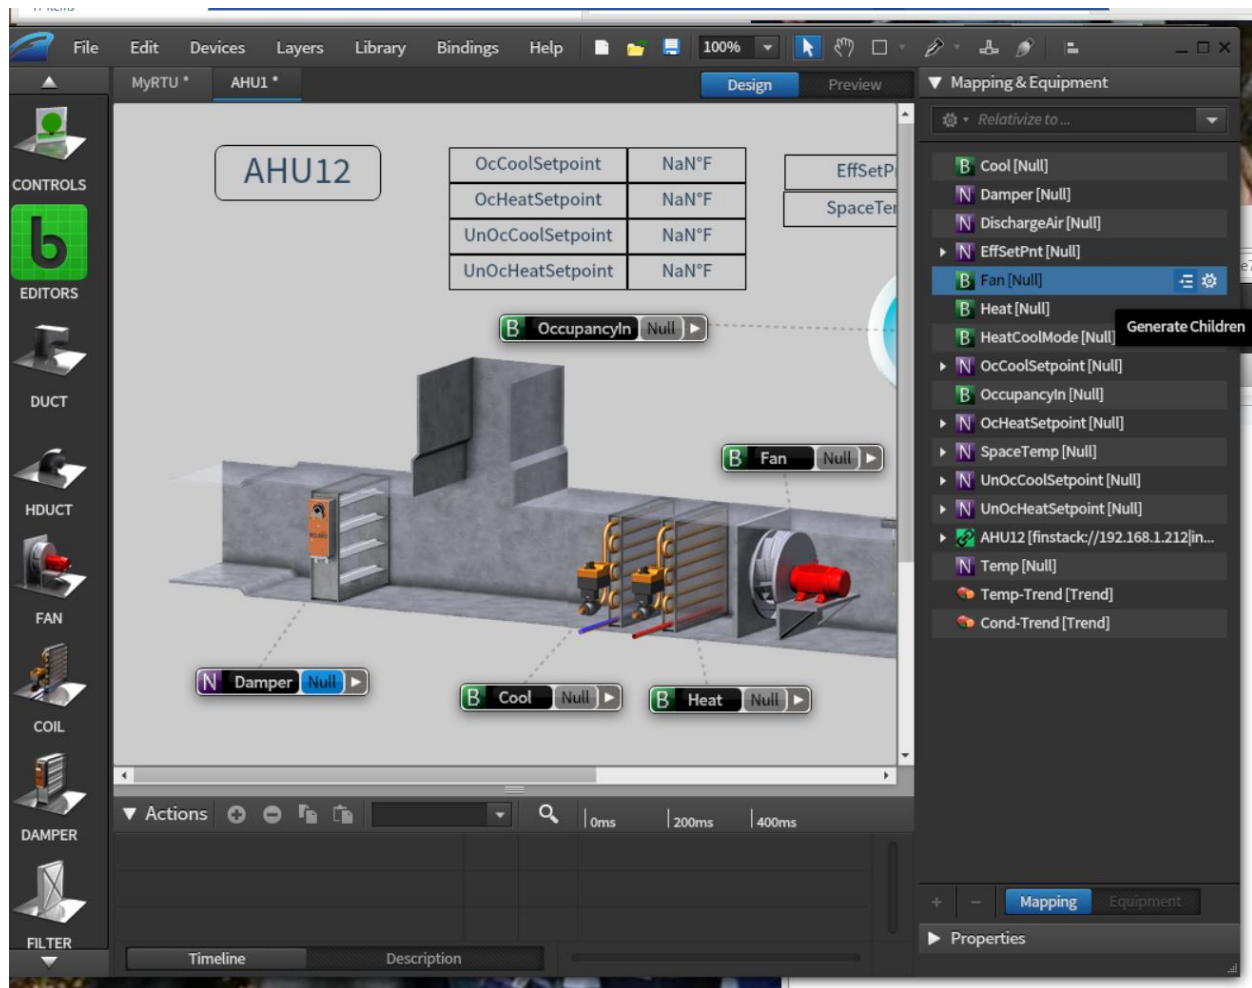 File Edit Devices Layers Library Bindings Help 100%
MyRTU * AHU1 * Design Preview
Mapping & Equipment
Relativize to ...
CONTROLS
EDITORS
DUCT
HDUCT
FAN
COIL
DAMPER
FILTER
AHU12
OcCoolSetpoint NaN°F
OcHeatSetpoint NaN°F
UnOcCoolSetpoint NaN°F
UnOcHeatSetpoint NaN°F
EffSetP
SpaceTer
B OccupancyIn Null
B Fan Null
N Damper Null
B Cool Null
B Heat Null
B Cool [Null]
N Damper [Null]
N DischargeAir [Null]
N EffSetPnt [Null]
B Fan [Null]
B Heat [Null]
Generate Children
B HeatCoolMode [Null]
N OcCoolSetpoint [Null]
B OccupancyIn [Null]
N OcHeatSetpoint [Null]
N SpaceTemp [Null]
N UnOcCoolSetpoint [Null]
N UnOcHeatSetpoint [Null]
AHU12 [finstack://192.168.1.212|in...
N Temp [Null]
Temp-Trend [Trend]
Cond-Trend [Trend]
Actions 0ms 200ms 400ms
Timeline Description
+ - Mapping Equipment
Properties